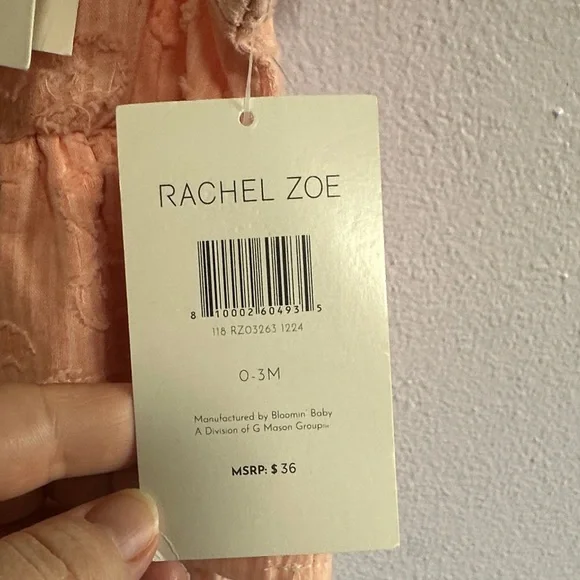 RACHEL ZOE
8 10002 60493 5
118 RZ03263 1224
0-3M
Manufactured by Bloomin' Baby
A Division of G Mason Group℠
MSRP: $ 36